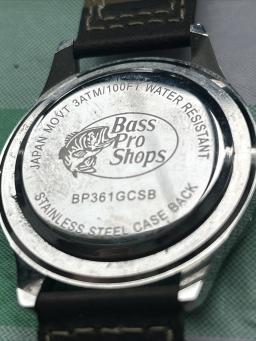 JAPAN MOVT 3ATM/100FT WATER RESISTANT
Bass
Pro
Shops
BP361GCSB
STAINLESS STEEL CASE BACK